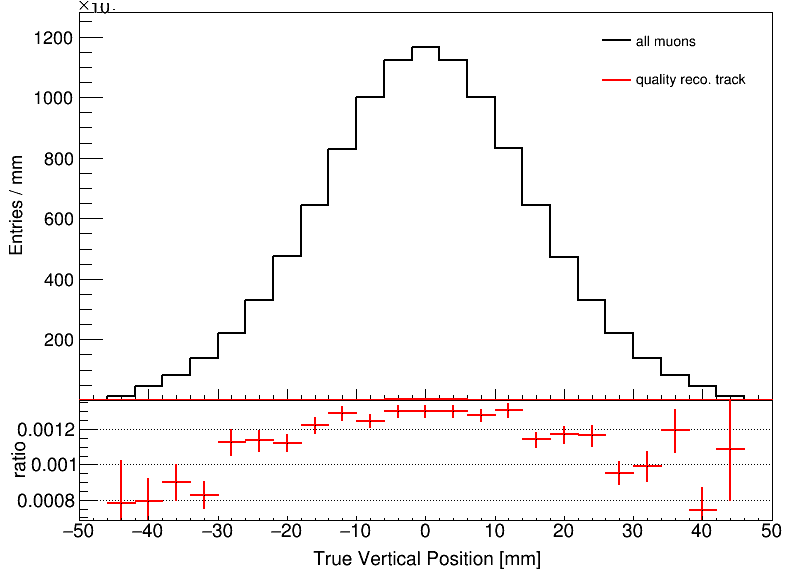 ×10
1200
1000
800
600
400
200
Entries / mm
all muons
quality reco. track
0.0012
0.001
0.0008
ratio
−50 −40 −30 −20 −10 0 10 20 30 40 50
True Vertical Position [mm]